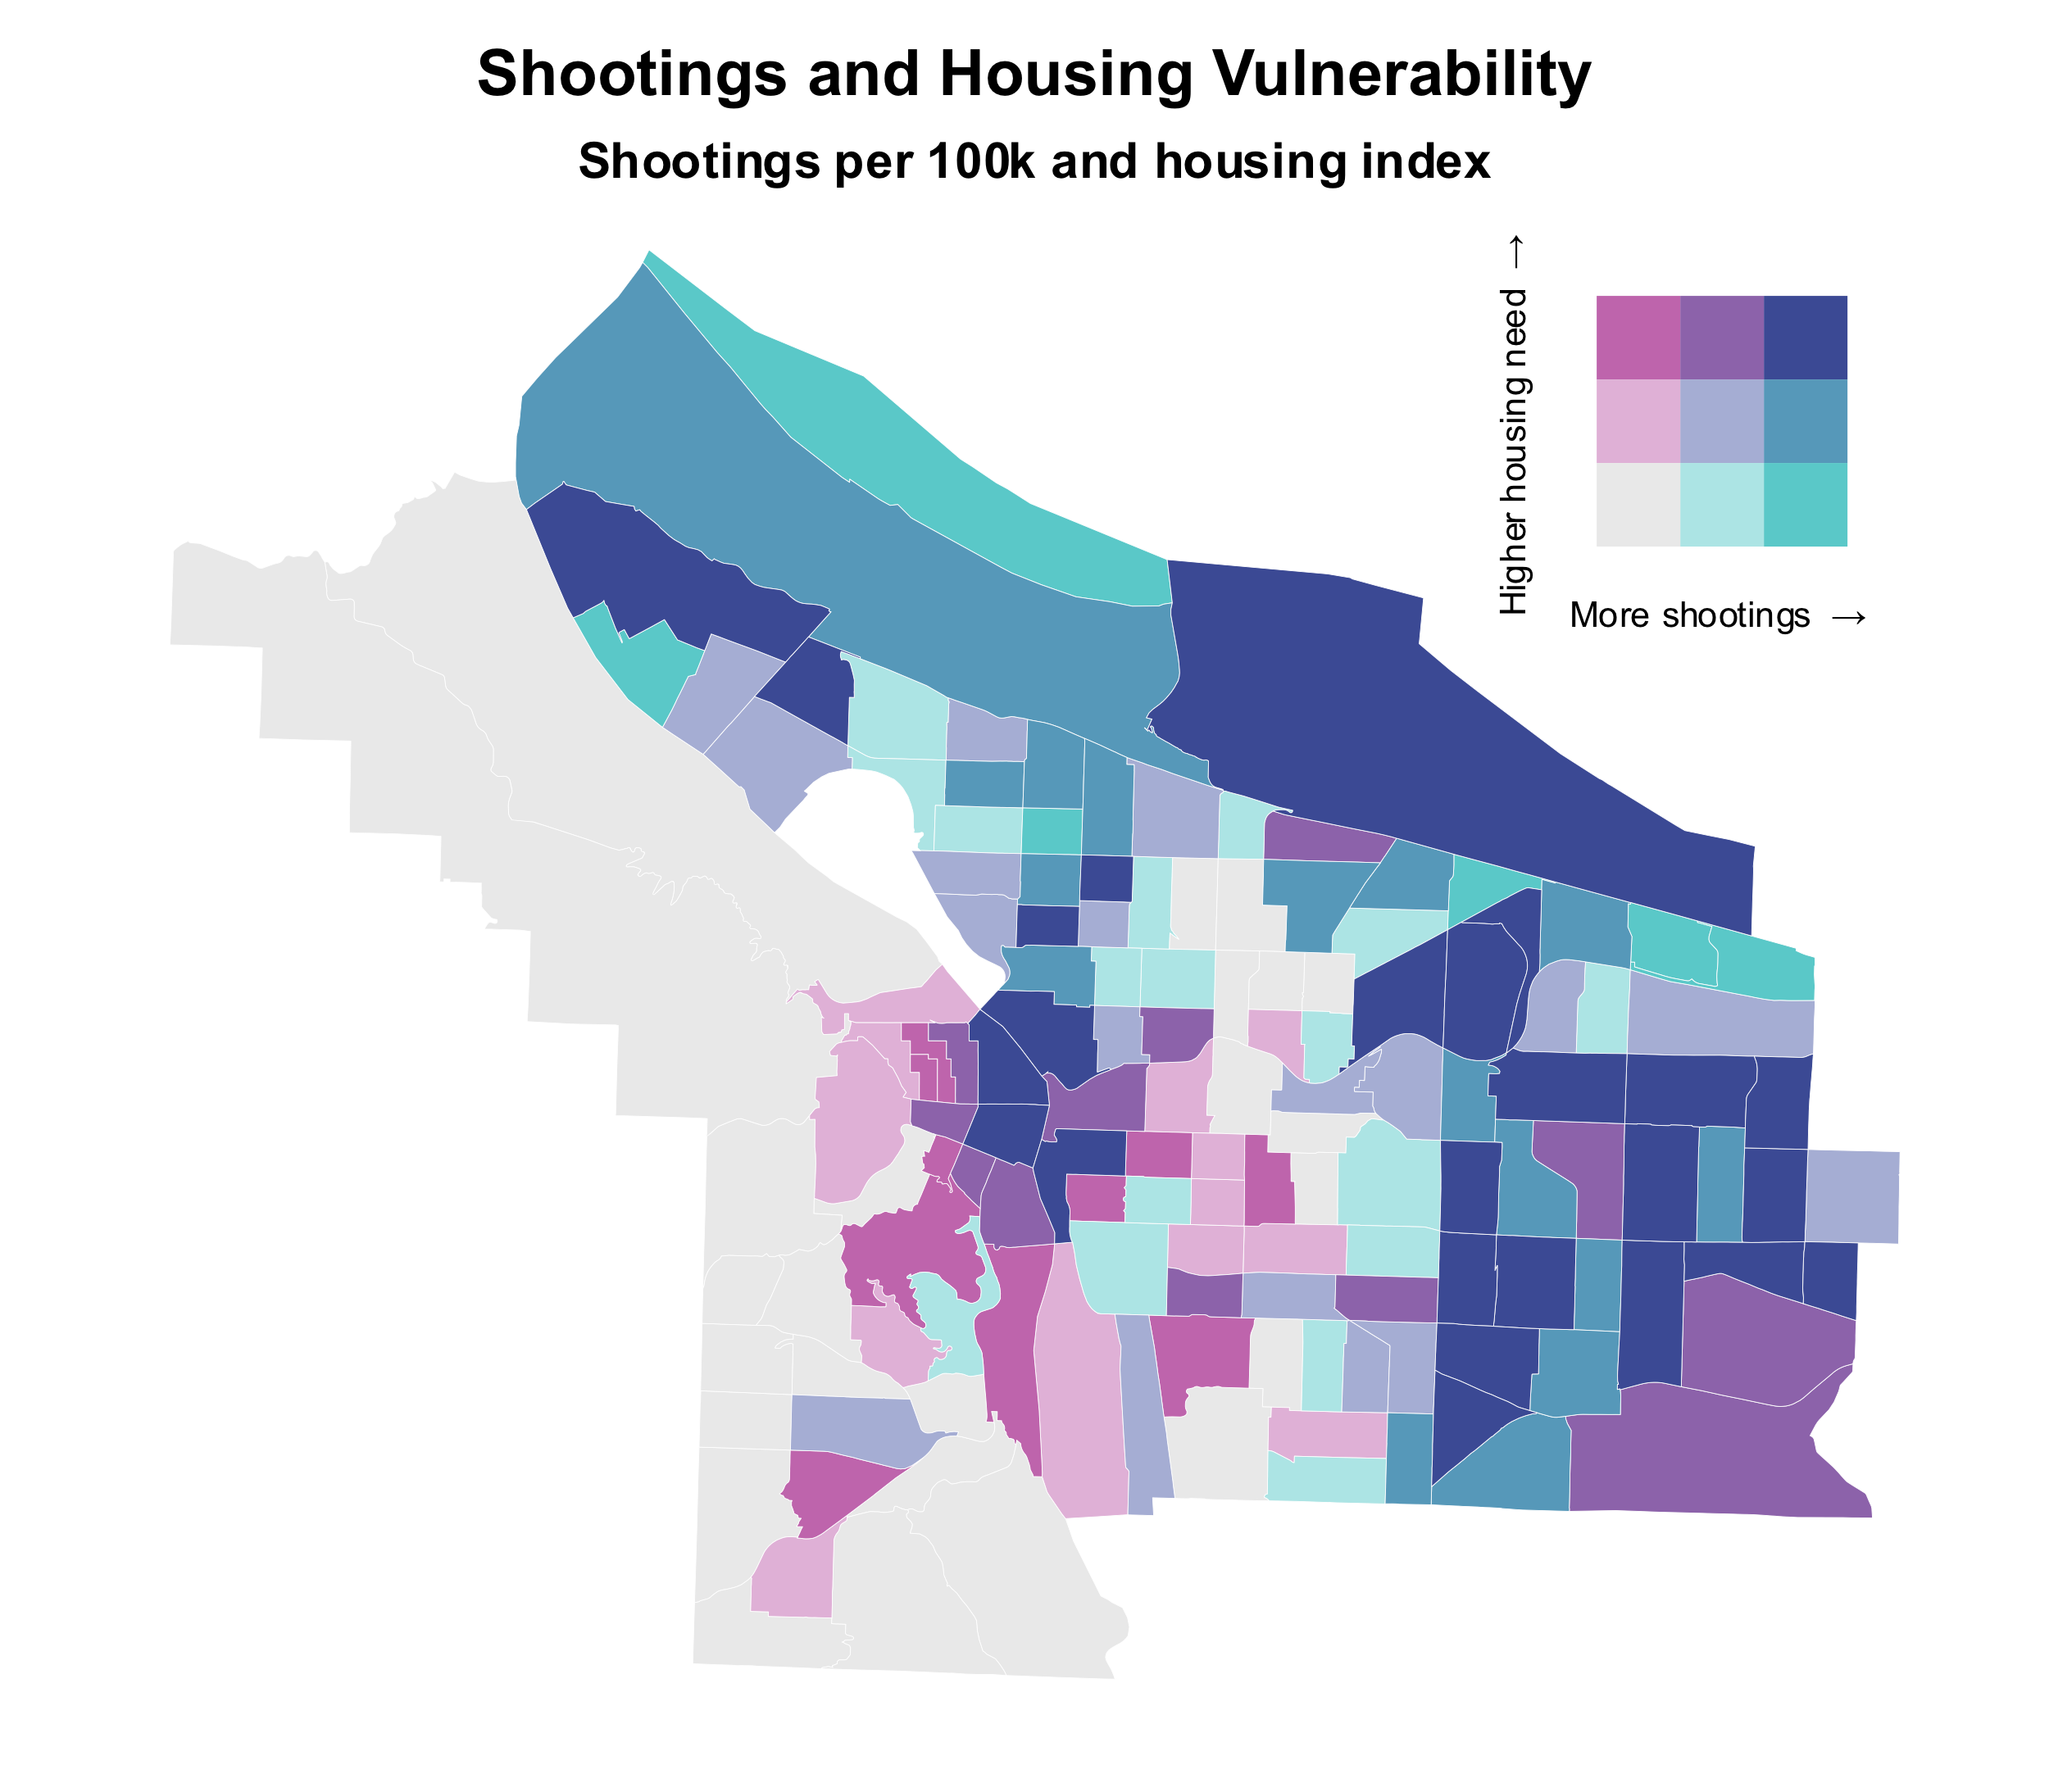 Shootings and Housing Vulnerability
Shootings per 100k and housing index
Higher housing need →
More shootings →